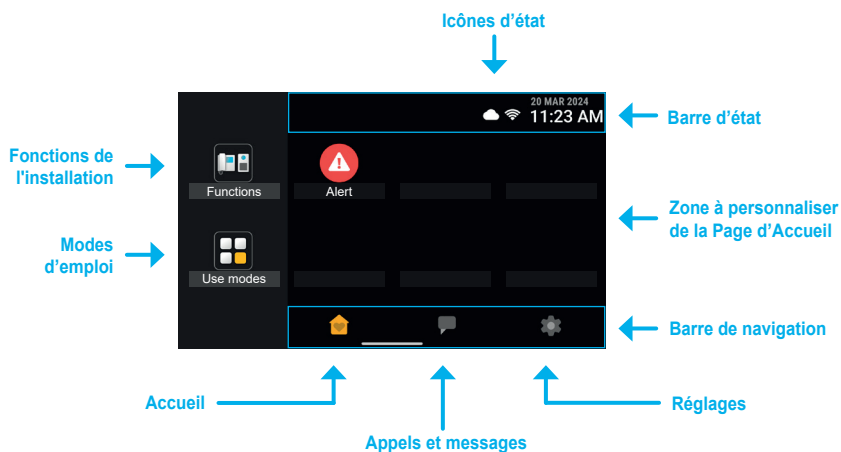 Icônes d’état
20 MAR 2024
11:23 AM
Barre d’état
Fonctions de
l'installation
Functions
Alert
Zone à personnaliser
de la Page d’Accueil
Modes
d’emploi
Use modes
Barre de navigation
Accueil
Réglages
Appels et messages